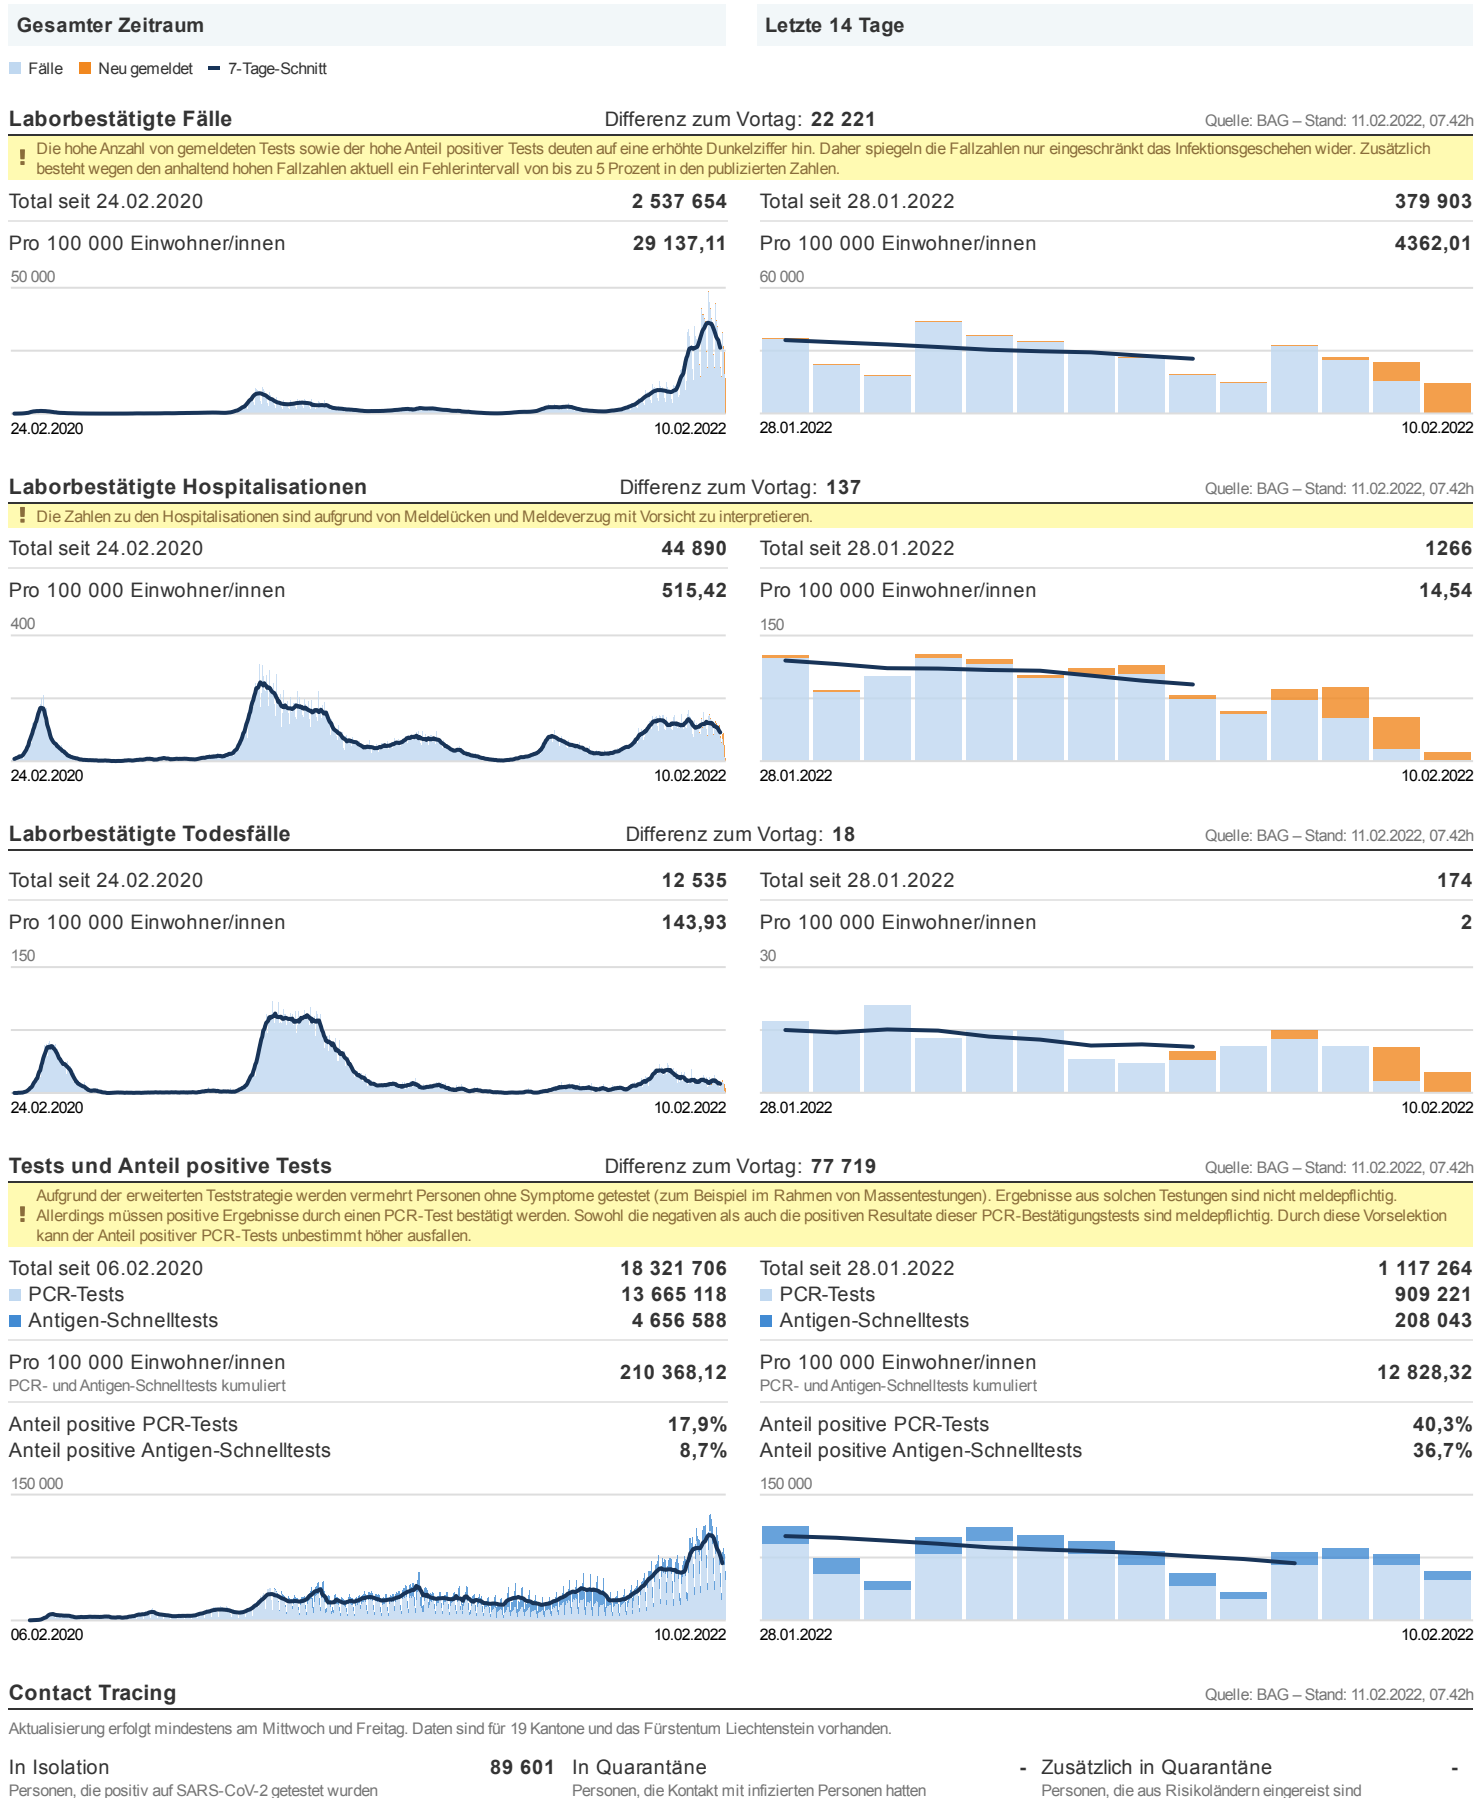 Gesamter Zeitraum
Letzte 14 Tage
Fälle Neu gemeldet 7-Tage-Schnitt
Laborbestätigte Fälle Differenz zum Vortag: 22 221 Quelle: BAG – Stand: 11.02.2022, 07.42h
! Die hohe Anzahl von gemeldeten Tests sowie der hohe Anteil positiver Tests deuten auf eine erhöhte Dunkelziffer hin. Daher spiegeln die Fallzahlen nur eingeschränkt das Infektionsgeschehen wider. Zusätzlich
besteht wegen den anhaltend hohen Fallzahlen aktuell ein Fehlerintervall von bis zu 5 Prozent in den publizierten Zahlen.
Total seit 24.02.2020 2 537 654
Pro 100 000 Einwohner/innen 29 137,11
50 000
24.02.2020 10.02.2022
Total seit 28.01.2022 379 903
Pro 100 000 Einwohner/innen 4362,01
60 000
28.01.2022 10.02.2022
Laborbestätigte Hospitalisationen Differenz zum Vortag: 137 Quelle: BAG – Stand: 11.02.2022, 07.42h
! Die Zahlen zu den Hospitalisationen sind aufgrund von Meldelücken und Meldeverzug mit Vorsicht zu interpretieren.
Total seit 24.02.2020 44 890
Pro 100 000 Einwohner/innen 515,42
400
24.02.2020 10.02.2022
Total seit 28.01.2022 1266
Pro 100 000 Einwohner/innen 14,54
150
28.01.2022 10.02.2022
Laborbestätigte Todesfälle Differenz zum Vortag: 18 Quelle: BAG – Stand: 11.02.2022, 07.42h
Total seit 24.02.2020 12 535
Pro 100 000 Einwohner/innen 143,93
150
24.02.2020 10.02.2022
Total seit 28.01.2022 174
Pro 100 000 Einwohner/innen 2
30
28.01.2022 10.02.2022
Tests und Anteil positive Tests Differenz zum Vortag: 77 719 Quelle: BAG – Stand: 11.02.2022, 07.42h
Aufgrund der erweiterten Teststrategie werden vermehrt Personen ohne Symptome getestet (zum Beispiel im Rahmen von Massentestungen). Ergebnisse aus solchen Testungen sind nicht meldepflichtig.
! Allerdings müssen positive Ergebnisse durch einen PCR-Test bestätigt werden. Sowohl die negativen als auch die positiven Resultate dieser PCR-Bestätigungstests sind meldepflichtig. Durch diese Vorselektion
kann der Anteil positiver PCR-Tests unbestimmt höher ausfallen.
Total seit 06.02.2020 18 321 706
PCR-Tests 13 665 118
Antigen-Schnelltests 4 656 588
Pro 100 000 Einwohner/innen 210 368,12
PCR- und Antigen-Schnelltests kumuliert
Anteil positive PCR-Tests 17,9%
Anteil positive Antigen-Schnelltests 8,7%
150 000
06.02.2020 10.02.2022
Total seit 28.01.2022 1 117 264
PCR-Tests 909 221
Antigen-Schnelltests 208 043
Pro 100 000 Einwohner/innen 12 828,32
PCR- und Antigen-Schnelltests kumuliert
Anteil positive PCR-Tests 40,3%
Anteil positive Antigen-Schnelltests 36,7%
150 000
28.01.2022 10.02.2022
Contact Tracing Quelle: BAG – Stand: 11.02.2022, 07.42h
Aktualisierung erfolgt mindestens am Mittwoch und Freitag. Daten sind für 19 Kantone und das Fürstentum Liechtenstein vorhanden.
In Isolation 89 601
Personen, die positiv auf SARS-CoV-2 getestet wurden
In Quarantäne -
Personen, die Kontakt mit infizierten Personen hatten
Zusätzlich in Quarantäne -
Personen, die aus Risikoländern eingereist sind